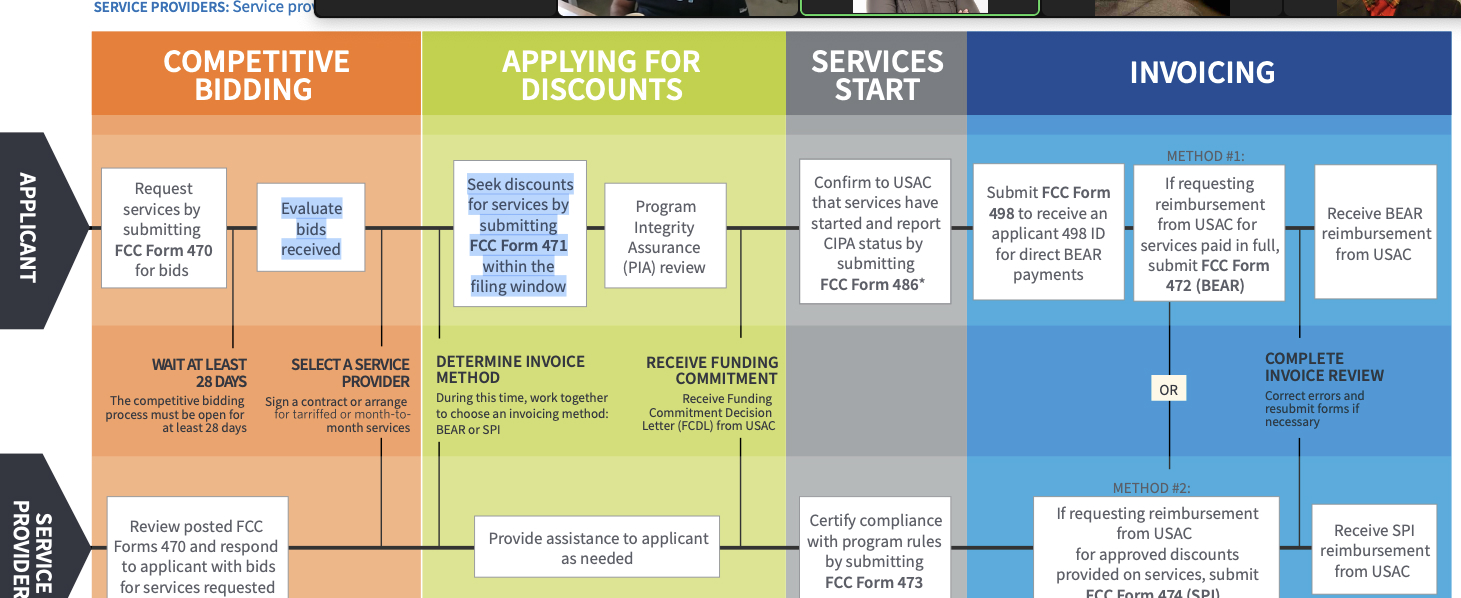 SERVICE PROVIDERS: Service
COMPETITIVE
BIDDING
APPLYING FOR
DISCOUNTS
SERVICES
START
INVOICING
APPLICANT
Request
services by
submitting
FCC Form 470
for bids
Evaluate
bids
received
Seek discounts
for services by
submitting
FCC Form 471
within the
filing window
Program
Integrity
Assurance
(PIA) review
Confirm to USAC
that services have
started and report
CIPA status by
submitting
FCC Form 486*
Submit FCC Form
498 to receive an
applicant 498 ID
for direct BEAR
payments
METHOD #1:
If requesting
reimbursement
from USAC for
services paid in full,
submit FCC Form
472 (BEAR)
Receive BEAR
reimbursement
from USAC
WAIT AT LEAST
28 DAYS
The competitive bidding
process must be open for
at least 28 days
SELECT A SERVICE
PROVIDER
Sign a contract or arrange
for tarriffed or month-to-
month services
DETERMINE INVOICE
METHOD
During this time, work together
to choose an invoicing method:
BEAR or SPI
RECEIVE FUNDING
COMMITMENT
Receive Funding
Commitment Decision
Letter (FCDL) from USAC
OR
COMPLETE
INVOICE REVIEW
Correct errors and
resubmit forms if
necessary
SERVICE
PROVIDER
Review posted FCC
Forms 470 and respond
to applicant with bids
for services requested
Provide assistance to applicant
as needed
Certify compliance
with program rules
by submitting
FCC Form 473
METHOD #2:
If requesting reimbursement
from USAC
for approved discounts
provided on services, submit
FCC Form 474 (SPI)
Receive SPI
reimbursement
from USAC